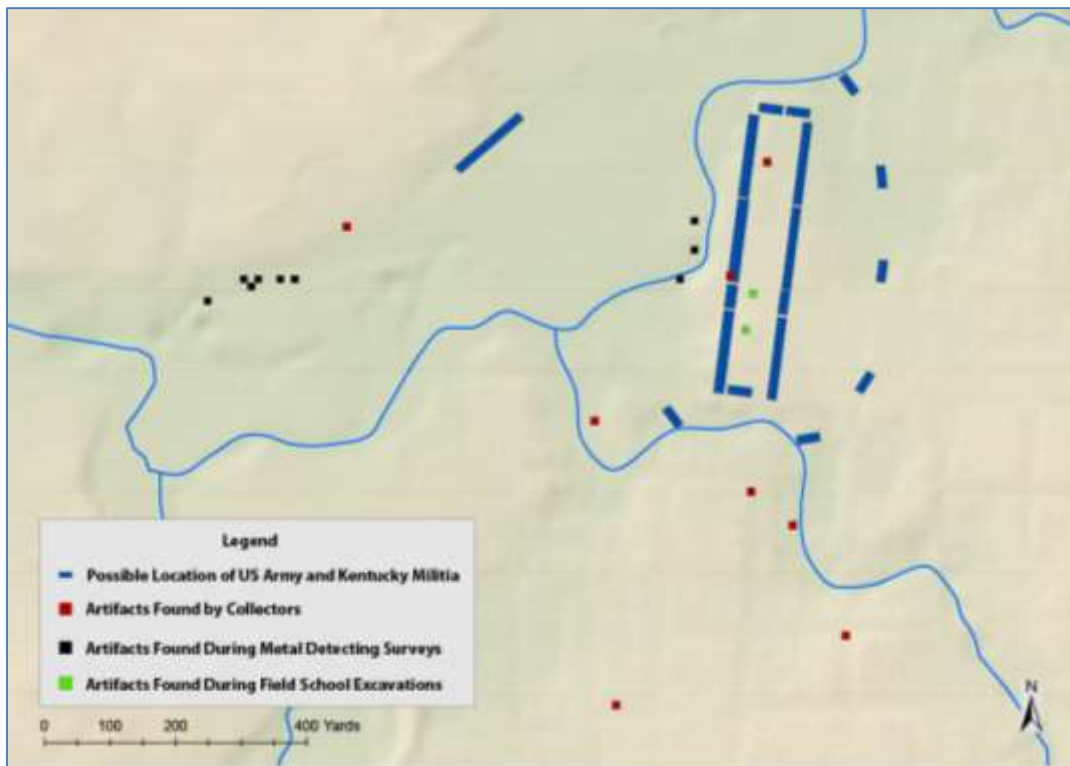 N
Legend
Possible Location of US Army and Kentucky Militia
Artifacts Found by Collectors
Artifacts Found During Metal Detecting Surveys
Artifacts Found During Field School Excavations
0 100 200 400 Yards